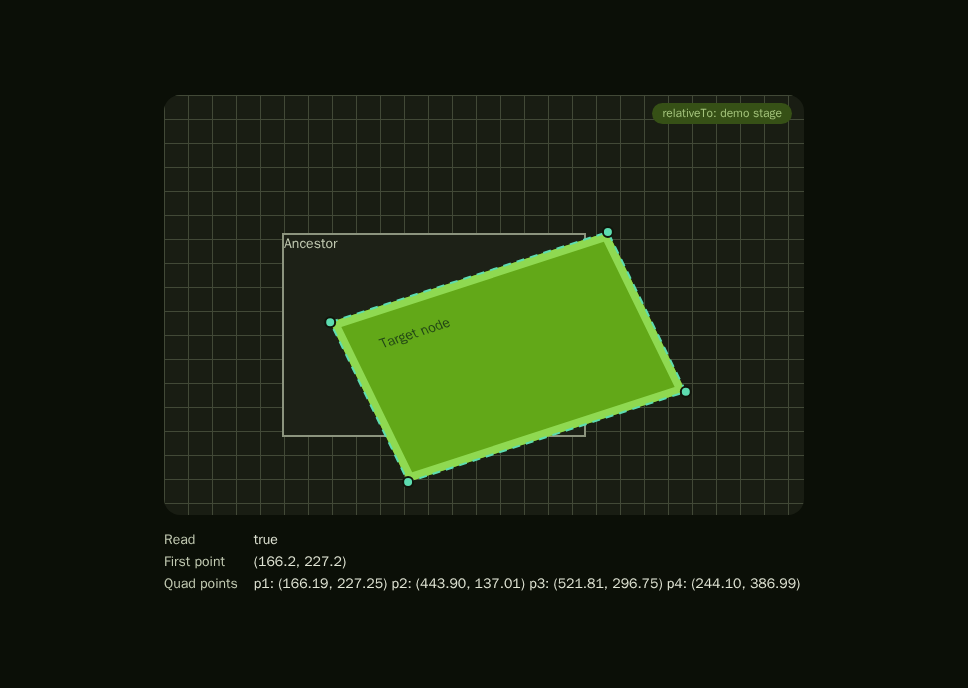 relativeTo: demo stage
Ancestor
Target node
Read true
First point (166.2, 227.2)
Quad points p1: (166.19, 227.25) p2: (443.90, 137.01) p3: (521.81, 296.75) p4: (244.10, 386.99)